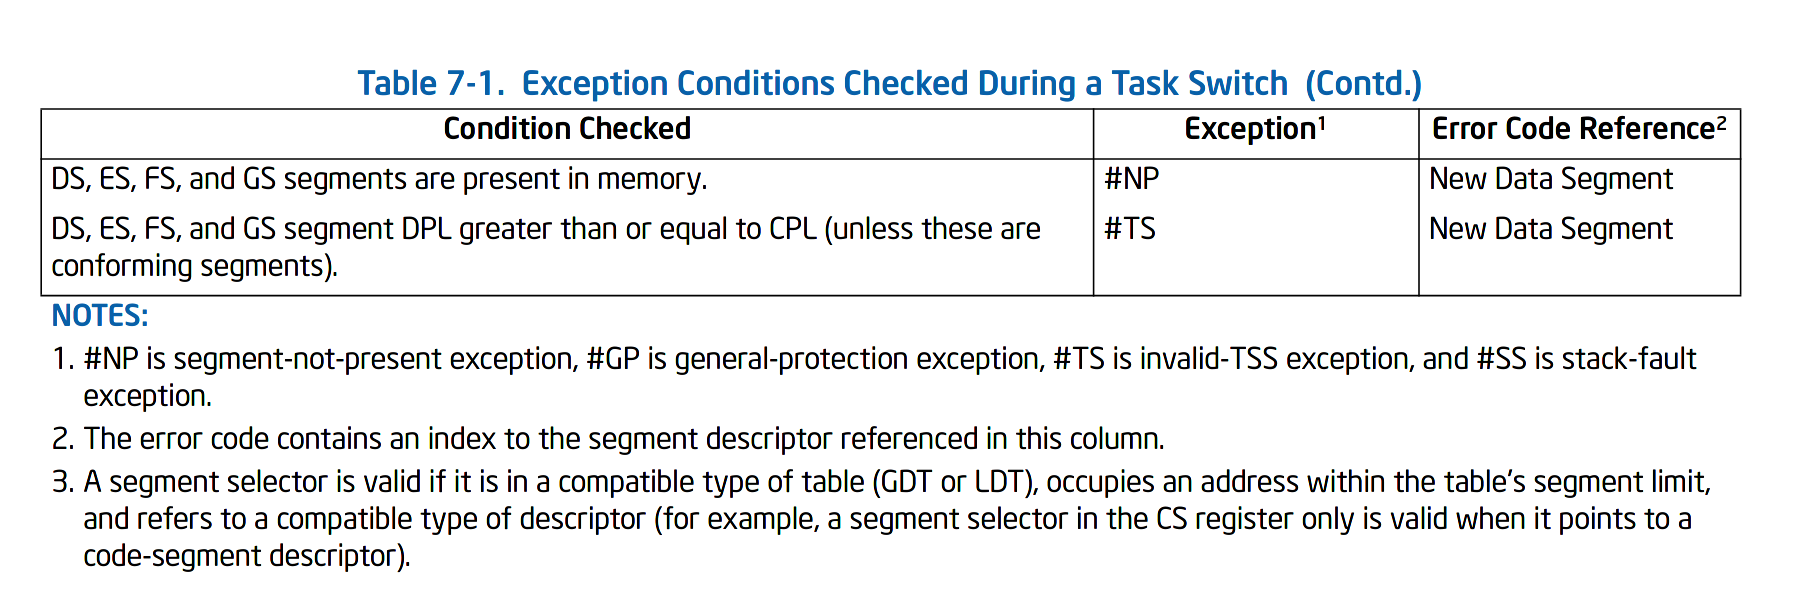 Table 7-1. Exception Conditions Checked During a Task Switch (Contd.)
Condition Checked Exception1 Error Code Reference2
DS, ES, FS, and GS segments are present in memory. #NP New Data Segment
DS, ES, FS, and GS segment DPL greater than or equal to CPL (unless these are #TS New Data Segment
conforming segments).
NOTES:
1. #NP is segment-not-present exception, #GP is general-protection exception, #TS is invalid-TSS exception, and #SS is stack-fault
exception.
2. The error code contains an index to the segment descriptor referenced in this column.
3. A segment selector is valid if it is in a compatible type of table (GDT or LDT), occupies an address within the table's segment limit,
and refers to a compatible type of descriptor (for example, a segment selector in the CS register only is valid when it points to a
code-segment descriptor).